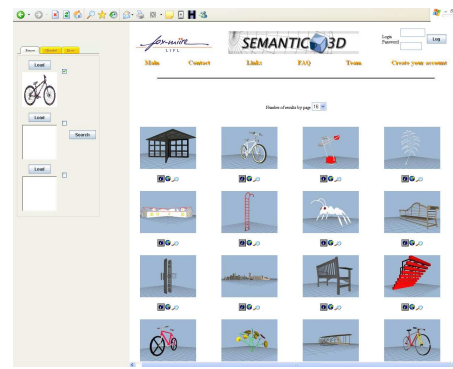 SEMANTIC 3D
Login
Password
Log
LIFL
Main Contact Links FAQ Team Create your account
Load
Number of results by page 16
Load
Search
Load